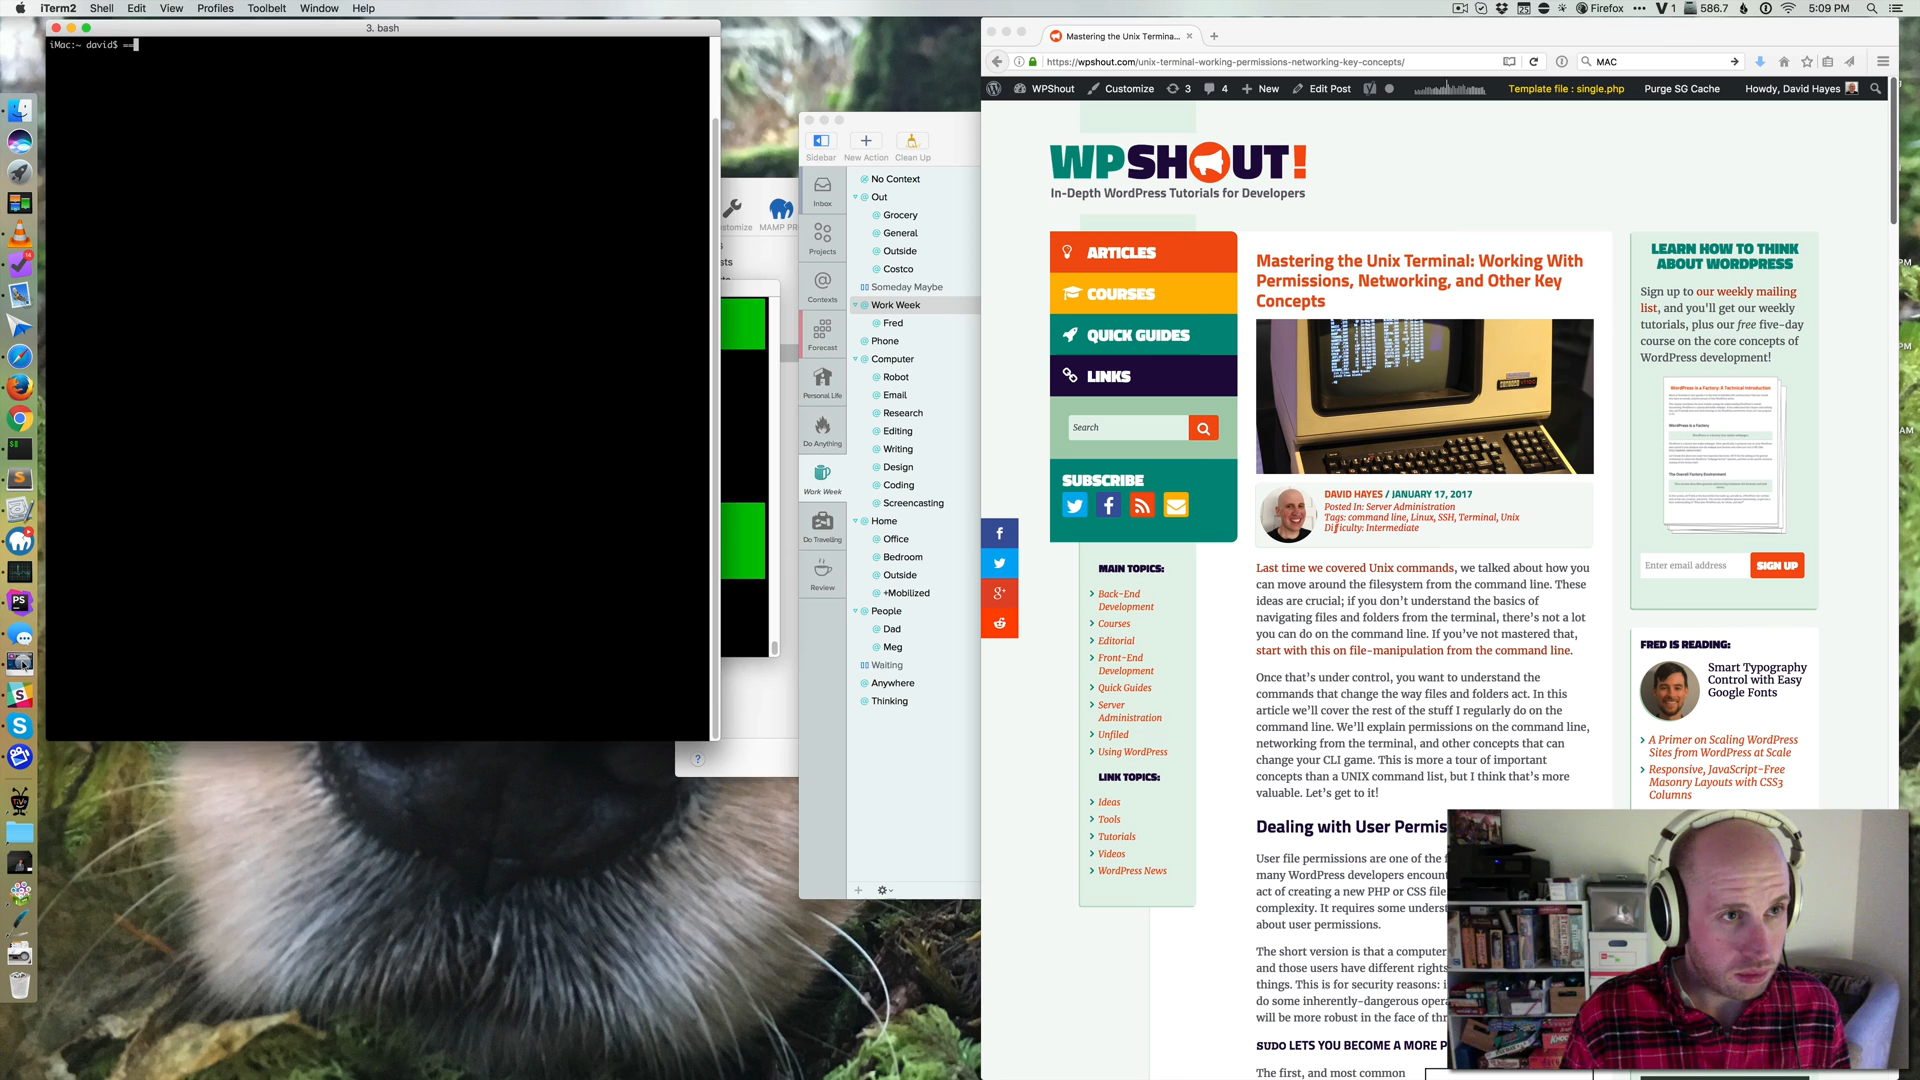 iTerm2 Shell Edit View Profiles Toolbelt Window Help
Firefox ••• V 1 586.7 5:09 PM
3. bash
iMac:~ david$ ==
Sidebar New Action Clean Up
Inbox
Projects
Contexts
Forecast
Personal Life
Do Anything
Work Week
Do Travelling
Review
No Context
Out
Grocery
General
Outside
Costco
Someday Maybe
Work Week
Fred
Phone
Computer
Robot
Email
Research
Editing
Writing
Design
Coding
Screencasting
Home
Office
Bedroom
Outside
+Mobilized
People
Dad
Meg
Waiting
Anywhere
Thinking
Mastering the Unix Termina...
https://wpshout.com/unix-terminal-working-permissions-networking-key-concepts/
MAC
WPShout Customize 3 4 New Edit Post Template file : single.php Purge SG Cache Howdy, David Hayes
WPSHOUT!
In-Depth WordPress Tutorials for Developers
ARTICLES
COURSES
QUICK GUIDES
LINKS
Search
SUBSCRIBE
MAIN TOPICS:
Back-End
Development
Courses
Editorial
Front-End
Development
Quick Guides
Server
Administration
Unfiled
Using WordPress
LINK TOPICS:
Ideas
Tools
Tutorials
Videos
WordPress News
Mastering the Unix Terminal: Working With
Permissions, Networking, and Other Key
Concepts
DAVID HAYES / JANUARY 17, 2017
Posted In: Server Administration
Tags: command line, Linux, SSH, Terminal, Unix
Difficulty: Intermediate
Last time we covered Unix commands, we talked about how you
can move around the filesystem from the command line. These
ideas are crucial; if you don't understand the basics of
navigating files and folders from the terminal, there's not a lot
you can do on the command line. If you've not mastered that,
start with this on file-manipulation from the command line.
Once that's under control, you want to understand the
commands that change the way files and folders act. In this
article we'll cover the rest of the stuff I regularly do on the
command line. We'll explain permissions on the command line,
networking from the terminal, and other concepts that can
change your CLI game. This is more a tour of important
concepts than a UNIX command list, but I think that's more
valuable. Let's get to it!
Dealing with User Permis
User file permissions are one of the
many WordPress developers encount
act of creating a new PHP or CSS file
complexity. It requires some underst
about user permissions.
The short version is that a computer
and those users have different rights
things. This is for security reasons: i
do some inherently-dangerous opera
will be more robust in the face of thr
SUDO LETS YOU BECOME A MORE P
The first, and most common
LEARN HOW TO THINK
ABOUT WORDPRESS
Sign up to our weekly mailing
list, and you'll get our weekly
tutorials, plus our free five-day
course on the core concepts of
WordPress development!
Enter email address SIGN UP
FRED IS READING:
Smart Typography
Control with Easy
Google Fonts
A Primer on Scaling WordPress
Sites from WordPress at Scale
Responsive, JavaScript-Free
Masonry Layouts with CSS3
Columns